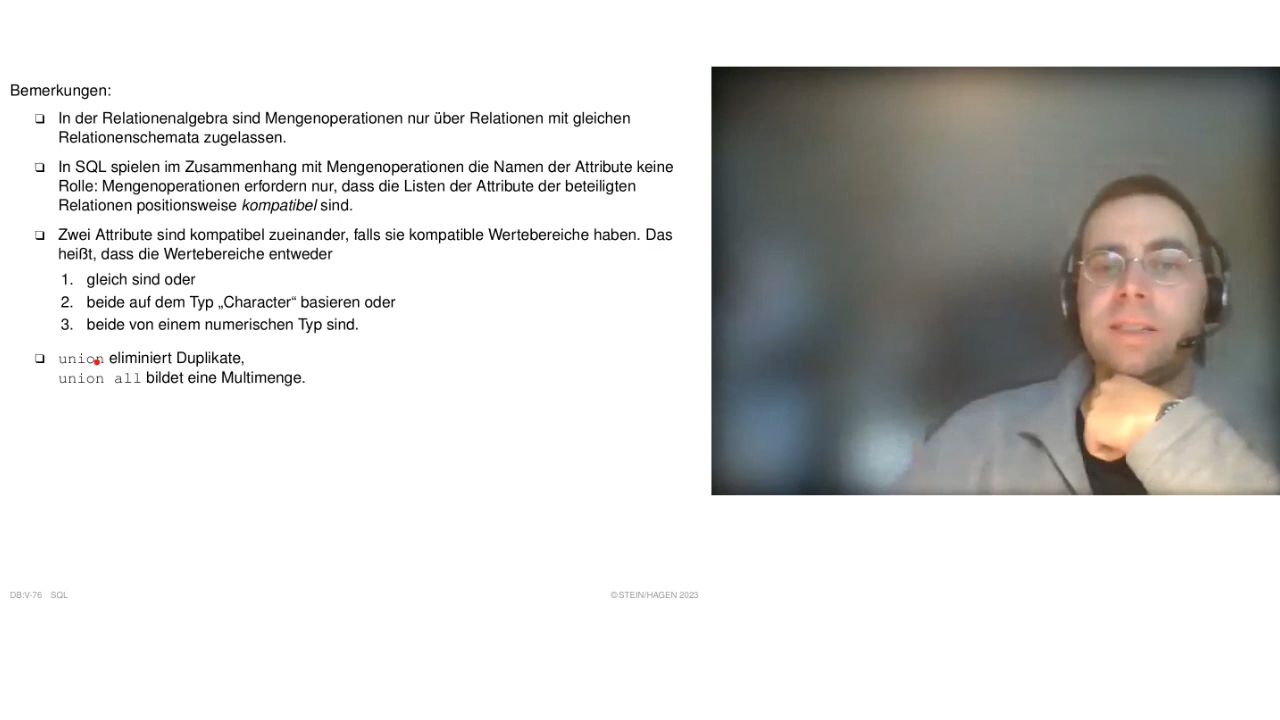 Bemerkungen:
❑ In der Relationenalgebra sind Mengenoperationen nur über Relationen mit gleichen
Relationenschemata zugelassen.
❑ In SQL spielen im Zusammenhang mit Mengenoperationen die Namen der Attribute keine
Rolle: Mengenoperationen erfordern nur, dass die Listen der Attribute der beteiligten
Relationen positionsweise kompatibel sind.
❑ Zwei Attribute sind kompatibel zueinander, falls sie kompatible Wertebereiche haben. Das
heißt, dass die Wertebereiche entweder
1. gleich sind oder
2. beide auf dem Typ „Character“ basieren oder
3. beide von einem numerischen Typ sind.
❑ union eliminiert Duplikate,
union all bildet eine Multimenge.
DB:V-76 SQL
©STEIN/HAGEN 2023